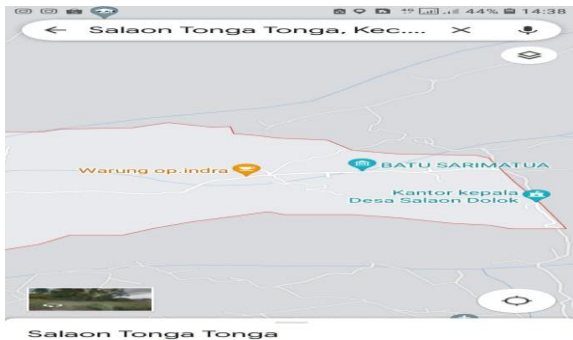 44% 14:38
Salaon Tonga Tonga, Kec....
Warung op.indra
BATU SARIMATUA
Kantor kepala
Desa Salaon Dolok
Salaon Tonga Tonga